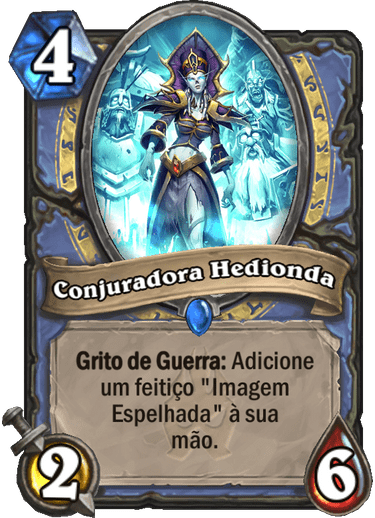 4
Conjuradora Hedionda
Grito de Guerra: Adicione
um feitiço "Imagem
Espelhada" à sua
mão.
2
6